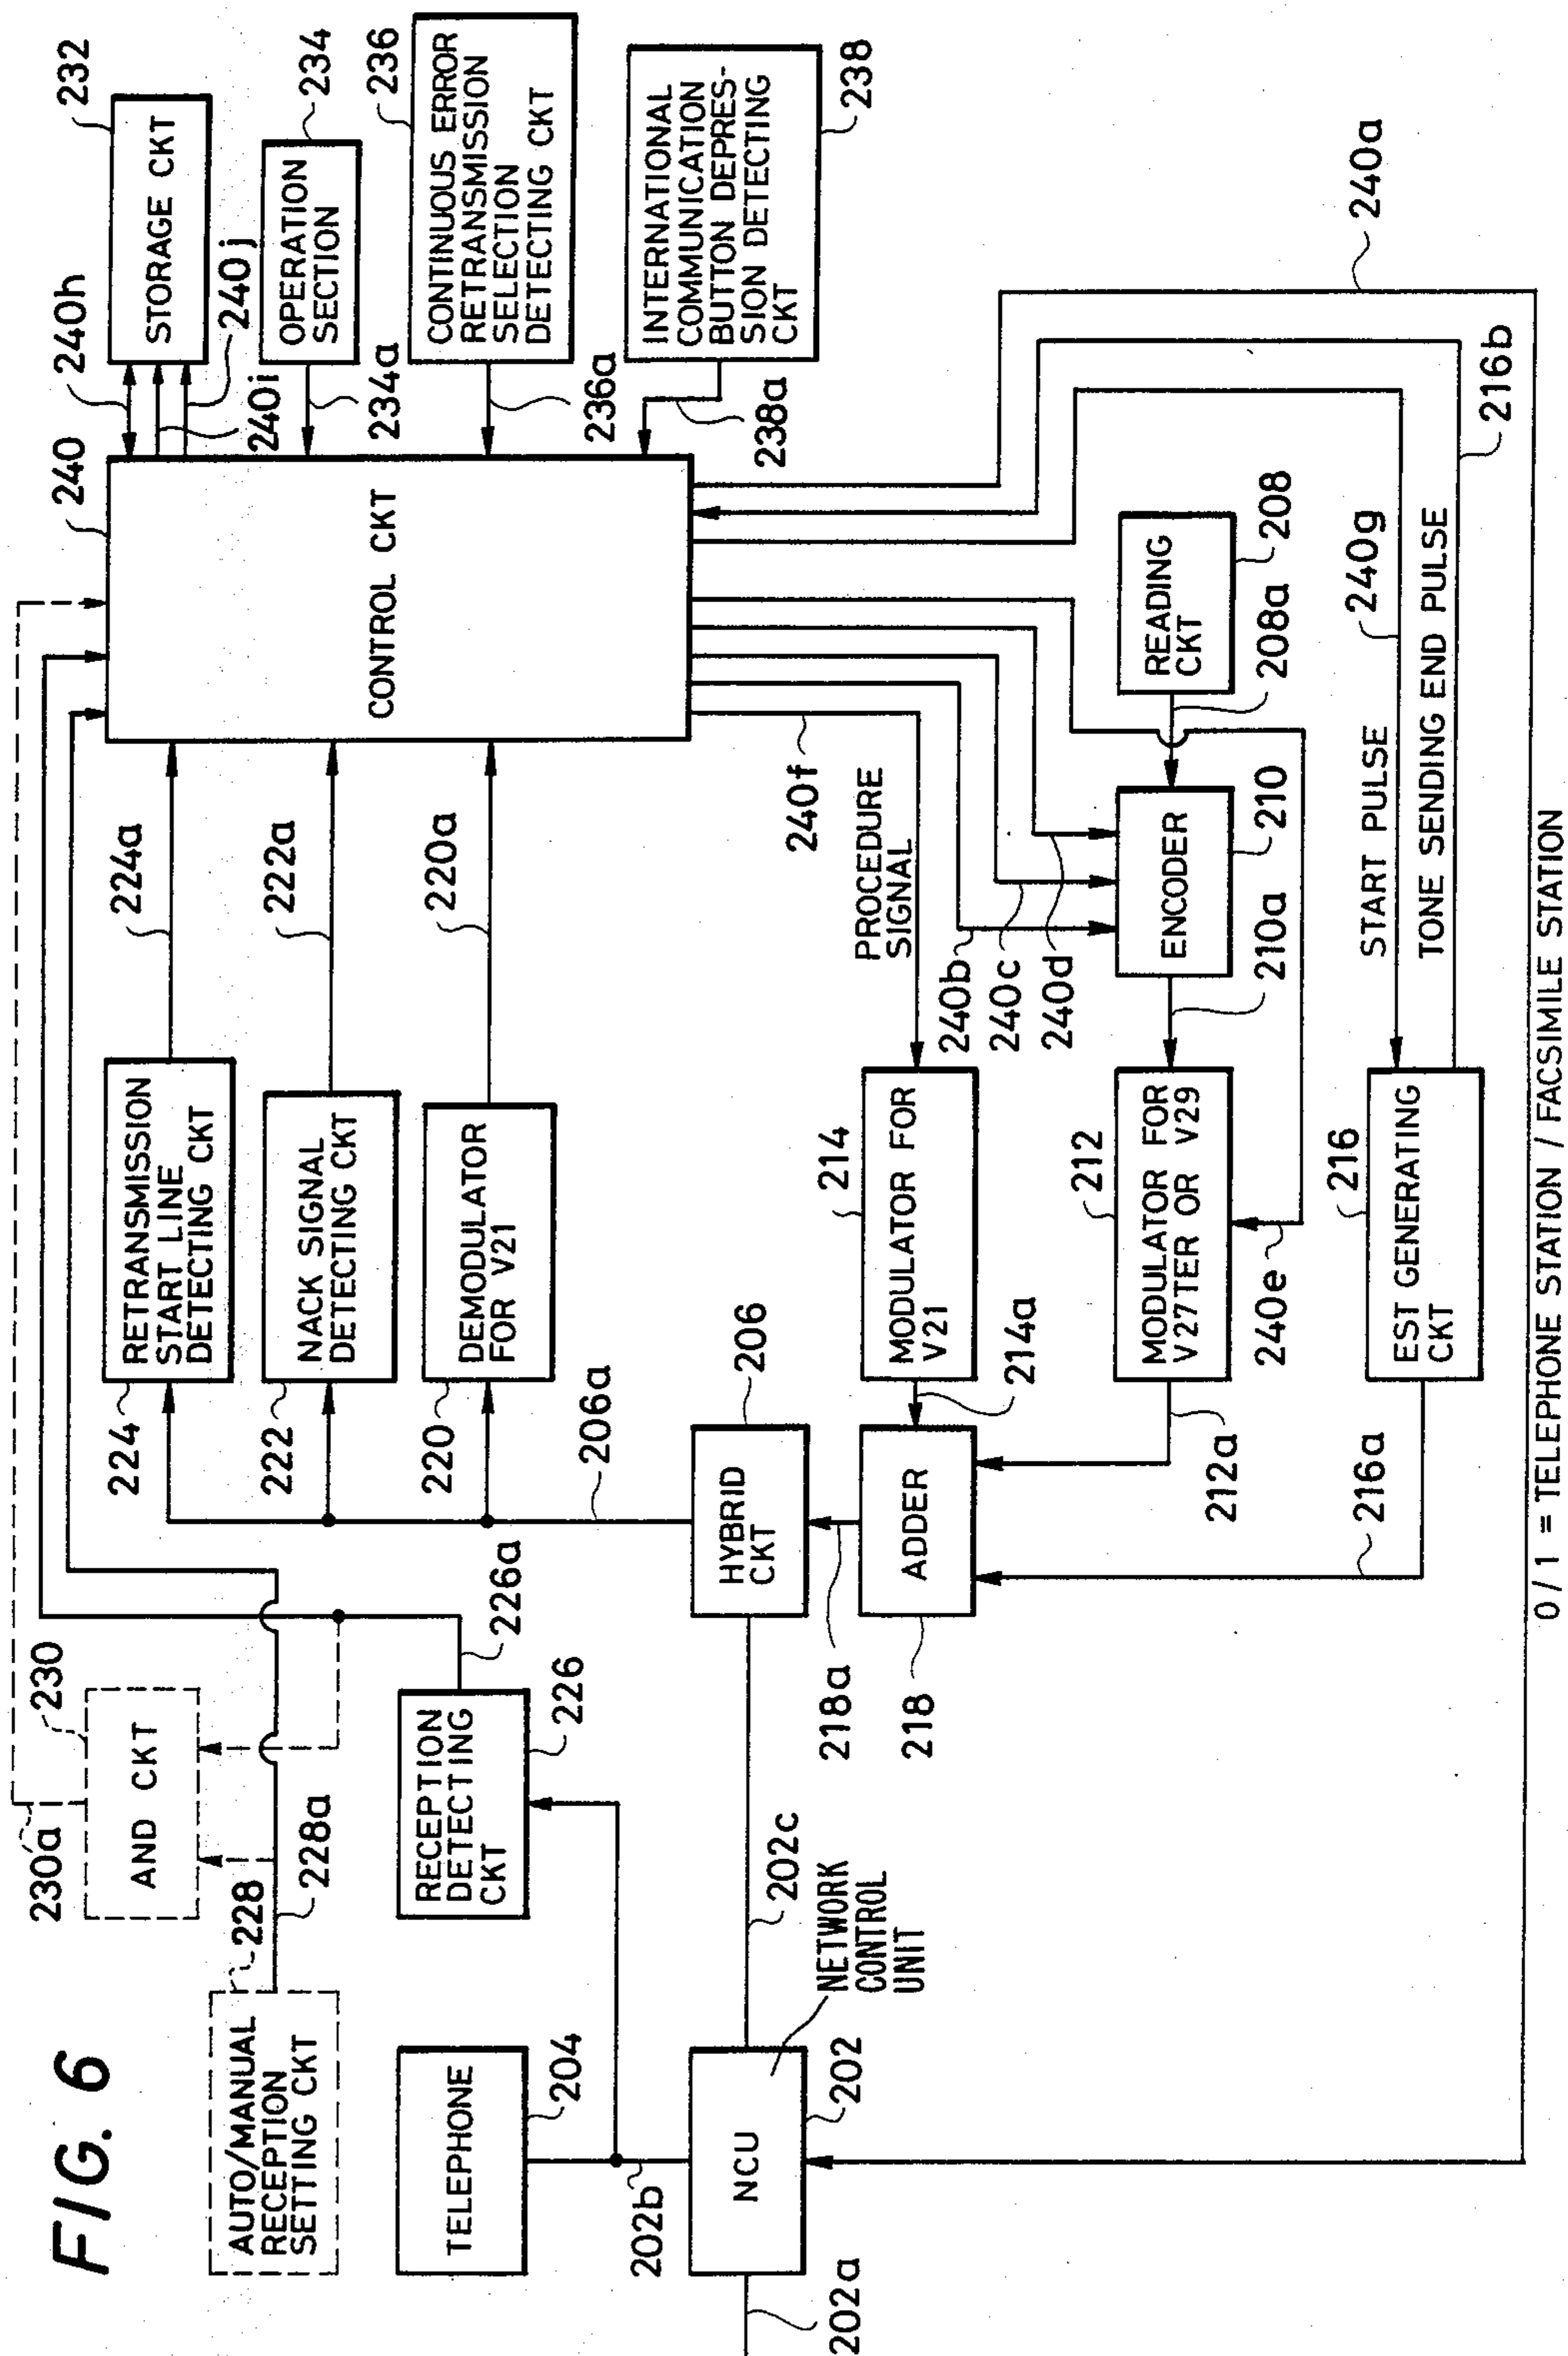 FIG. 6
AUTO/MANUAL
RECEPTION
SETTING CKT
228
228a
230a
230
AND CKT
TELEPHONE
204
RECEPTION
DETECTING
CKT
226
226a
202b
NCU
202
202a
NETWORK
CONTROL
UNIT
202c
HYBRID
CKT
206
206a
218a
ADDER
218
RETRANSMISSION
START LINE
DETECTING CKT
224
224a
NACK SIGNAL
DETECTING CKT
222
222a
DEMODULATOR
FOR V21
220
220a
MODULATOR FOR
V21
214
214a
MODULATOR FOR
V27TER OR V29
212
212a
240e
EST GENERATING
CKT
216
216a
PROCEDURE
SIGNAL
240f
240b
240c
240d
ENCODER
210
210a
READING
CKT
208
208a
START PULSE
240g
TONE SENDING END PULSE
216b
0/1 = TELEPHONE STATION / FACSIMILE STATION
240a
CONTROL CKT
240
240h
240i
240j
STORAGE CKT
232
OPERATION
SECTION
234
234a
CONTINUOUS ERROR
RETRANSMISSION
SELECTION
DETECTING CKT
236
236a
INTERNATIONAL
COMMUNICATION
BUTTON DEPRES-
SION DETECTING
CKT
238
238a